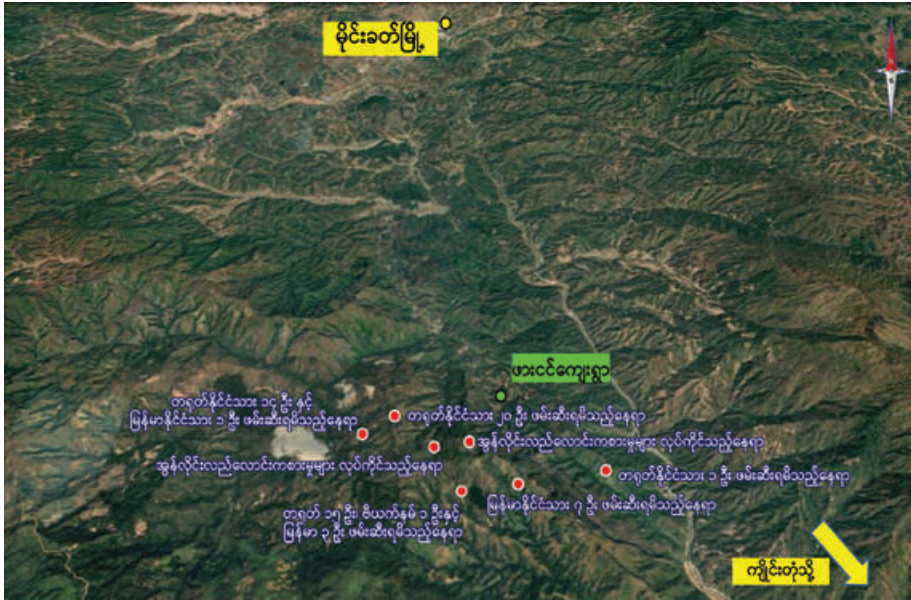 မိုင်းခတ်မြို့
ဖားငင်ကျေးရွာ
တရုတ်နိုင်ငံသား ၁၄ ဦး နှင့်
မြန်မာနိုင်ငံသား ၁ ဦး ဖမ်းဆီးရမိသည့်နေရာ
တရုတ်နိုင်ငံသား ၂၀ ဦး ဖမ်းဆီးရမိသည့်နေရာ
အွန်လိုင်းလည်လောင်းကစားမှုများ လုပ်ကိုင်သည့်နေရာ
အွန်လိုင်းလည်လောင်းကစားမှုများ လုပ်ကိုင်သည့်နေရာ
တရုတ်နိုင်ငံသား ၁ ဦး ဖမ်းဆီးရမိသည့်နေရာ
မြန်မာနိုင်ငံသား ၇ ဦး ဖမ်းဆီးရမိသည့်နေရာ
တရုတ် ၁၅ ဦး၊ ဗီယက်နမ် ၁ ဦးနှင့်
မြန်မာ ၃ ဦး ဖမ်းဆီးရမိသည့်နေရာ
ကျိုင်းတုံသို့